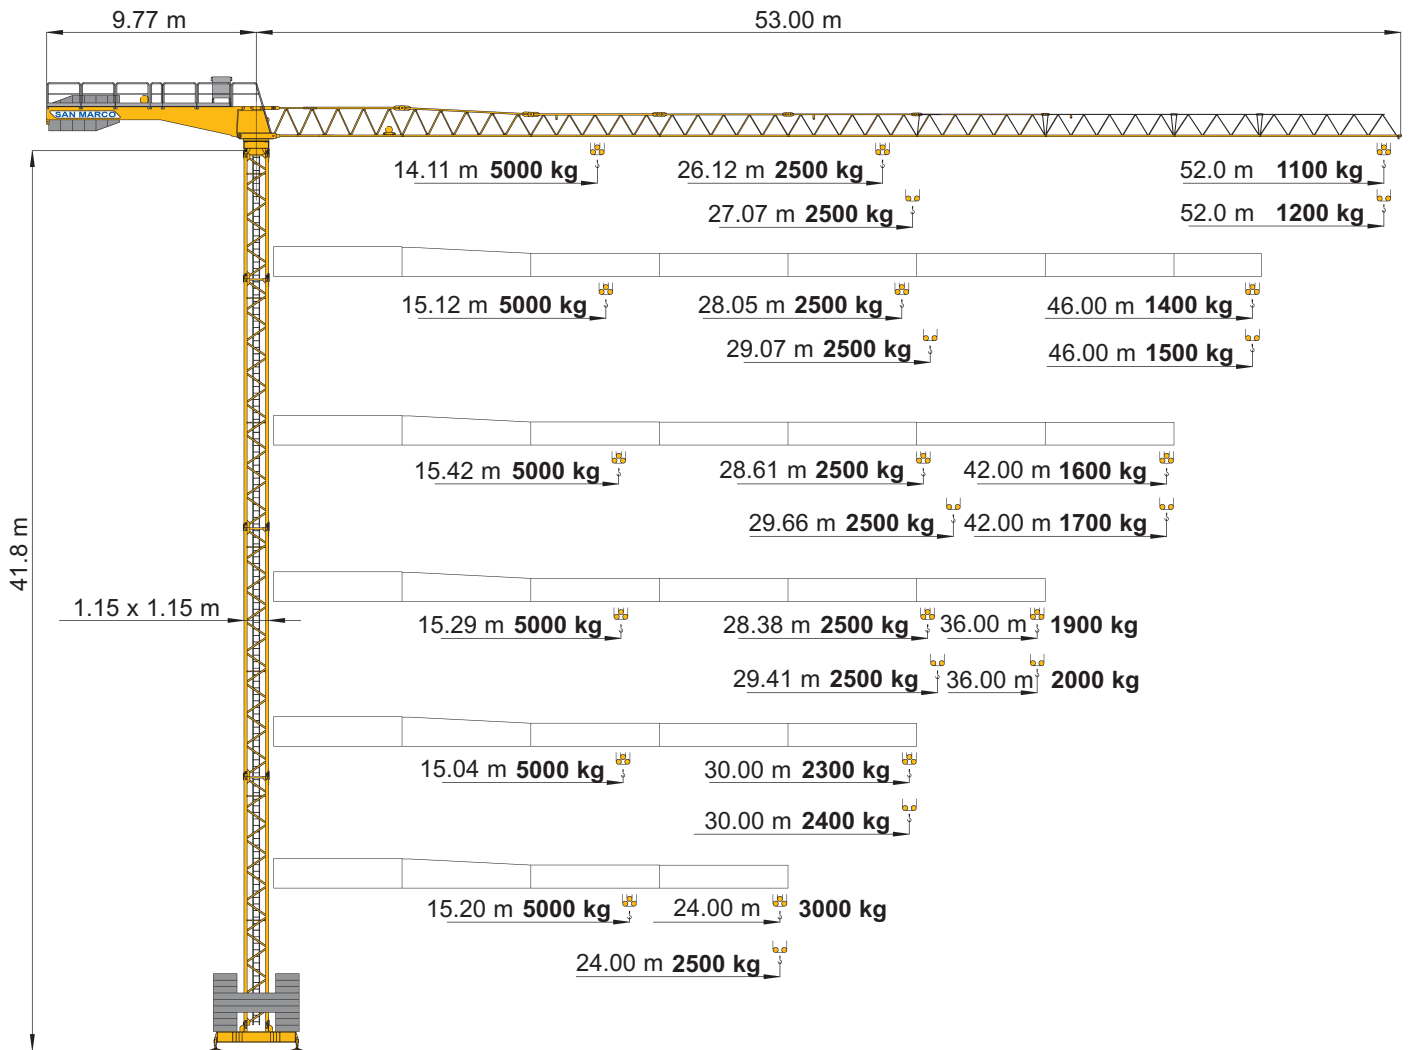 9.77 m 53.00 m
SAN MARCO
14.11 m 5000 kg 26.12 m 2500 kg 52.0 m 1100 kg
27.07 m 2500 kg 52.0 m 1200 kg
15.12 m 5000 kg 28.05 m 2500 kg 46.00 m 1400 kg
29.07 m 2500 kg 46.00 m 1500 kg
15.42 m 5000 kg 28.61 m 2500 kg 42.00 m 1600 kg
29.66 m 2500 kg 42.00 m 1700 kg
41.8 m
1.15 x 1.15 m
15.29 m 5000 kg 28.38 m 2500 kg 36.00 m 1900 kg
29.41 m 2500 kg 36.00 m 2000 kg
15.04 m 5000 kg 30.00 m 2300 kg
30.00 m 2400 kg
15.20 m 5000 kg 24.00 m 3000 kg
24.00 m 2500 kg